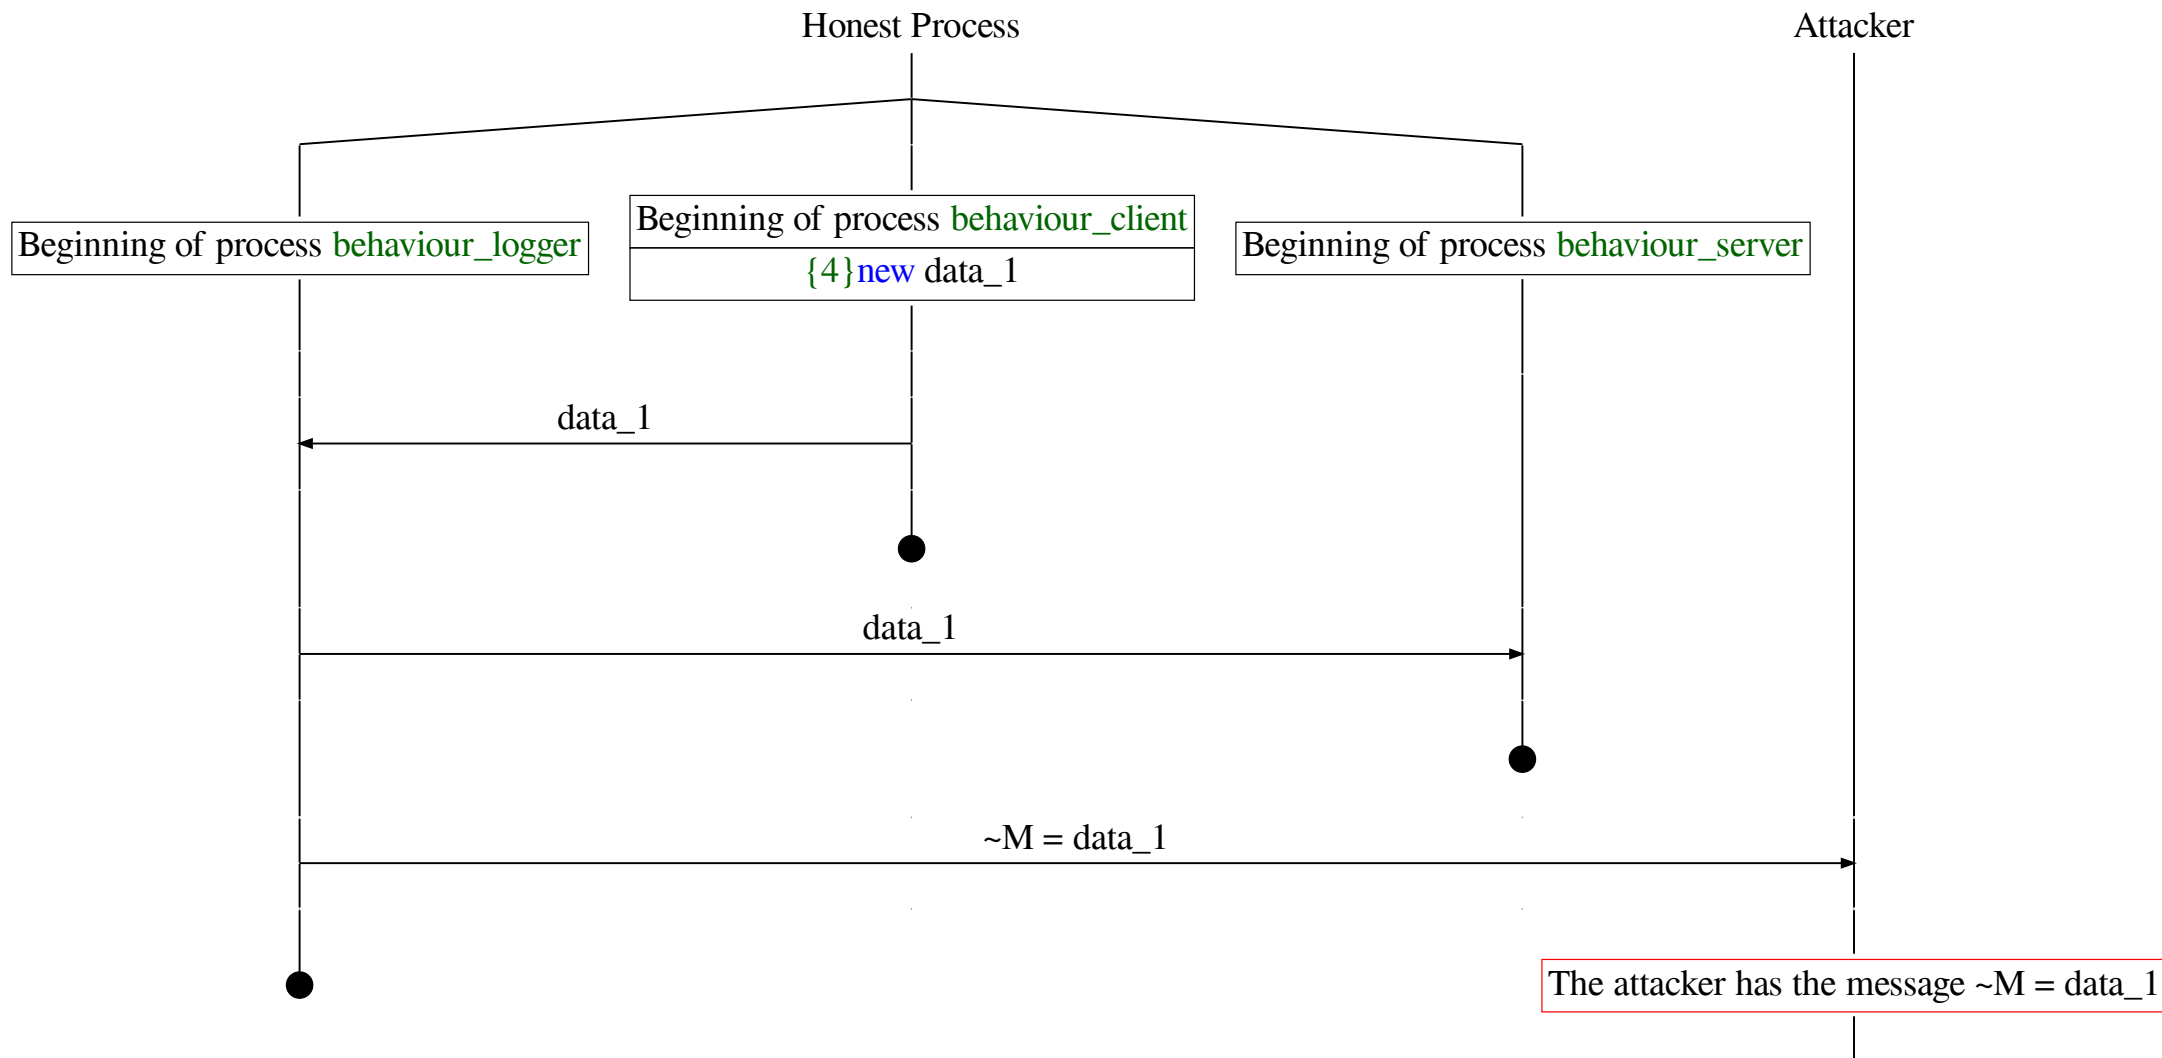 Honest Process
Attacker
Beginning of process behaviour_logger
Beginning of process behaviour_client
{4}new data_1
Beginning of process behaviour_server
data_1
data_1
~M = data_1
The attacker has the message ~M = data_1